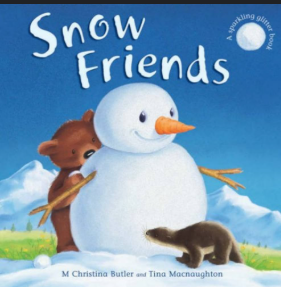 Snow
Friends
A sparkling glitter book
M Christina Butler and Tina Macnaughton